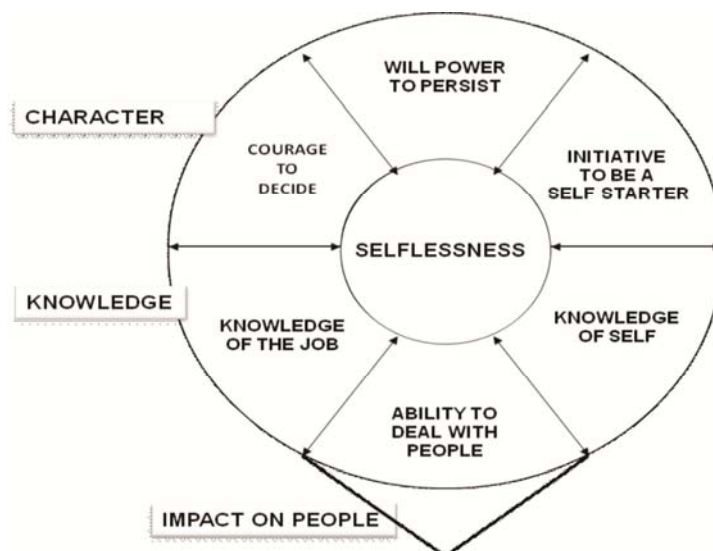 WILL POWER
TO PERSIST
CHARACTER
COURAGE
TO
DECIDE
INITIATIVE
TO BE A
SELF STARTER
SELFLESSNESS
KNOWLEDGE
KNOWLEDGE
OF THE JOB
KNOWLEDGE
OF SELF
ABILITY TO
DEAL WITH
PEOPLE
IMPACT ON PEOPLE